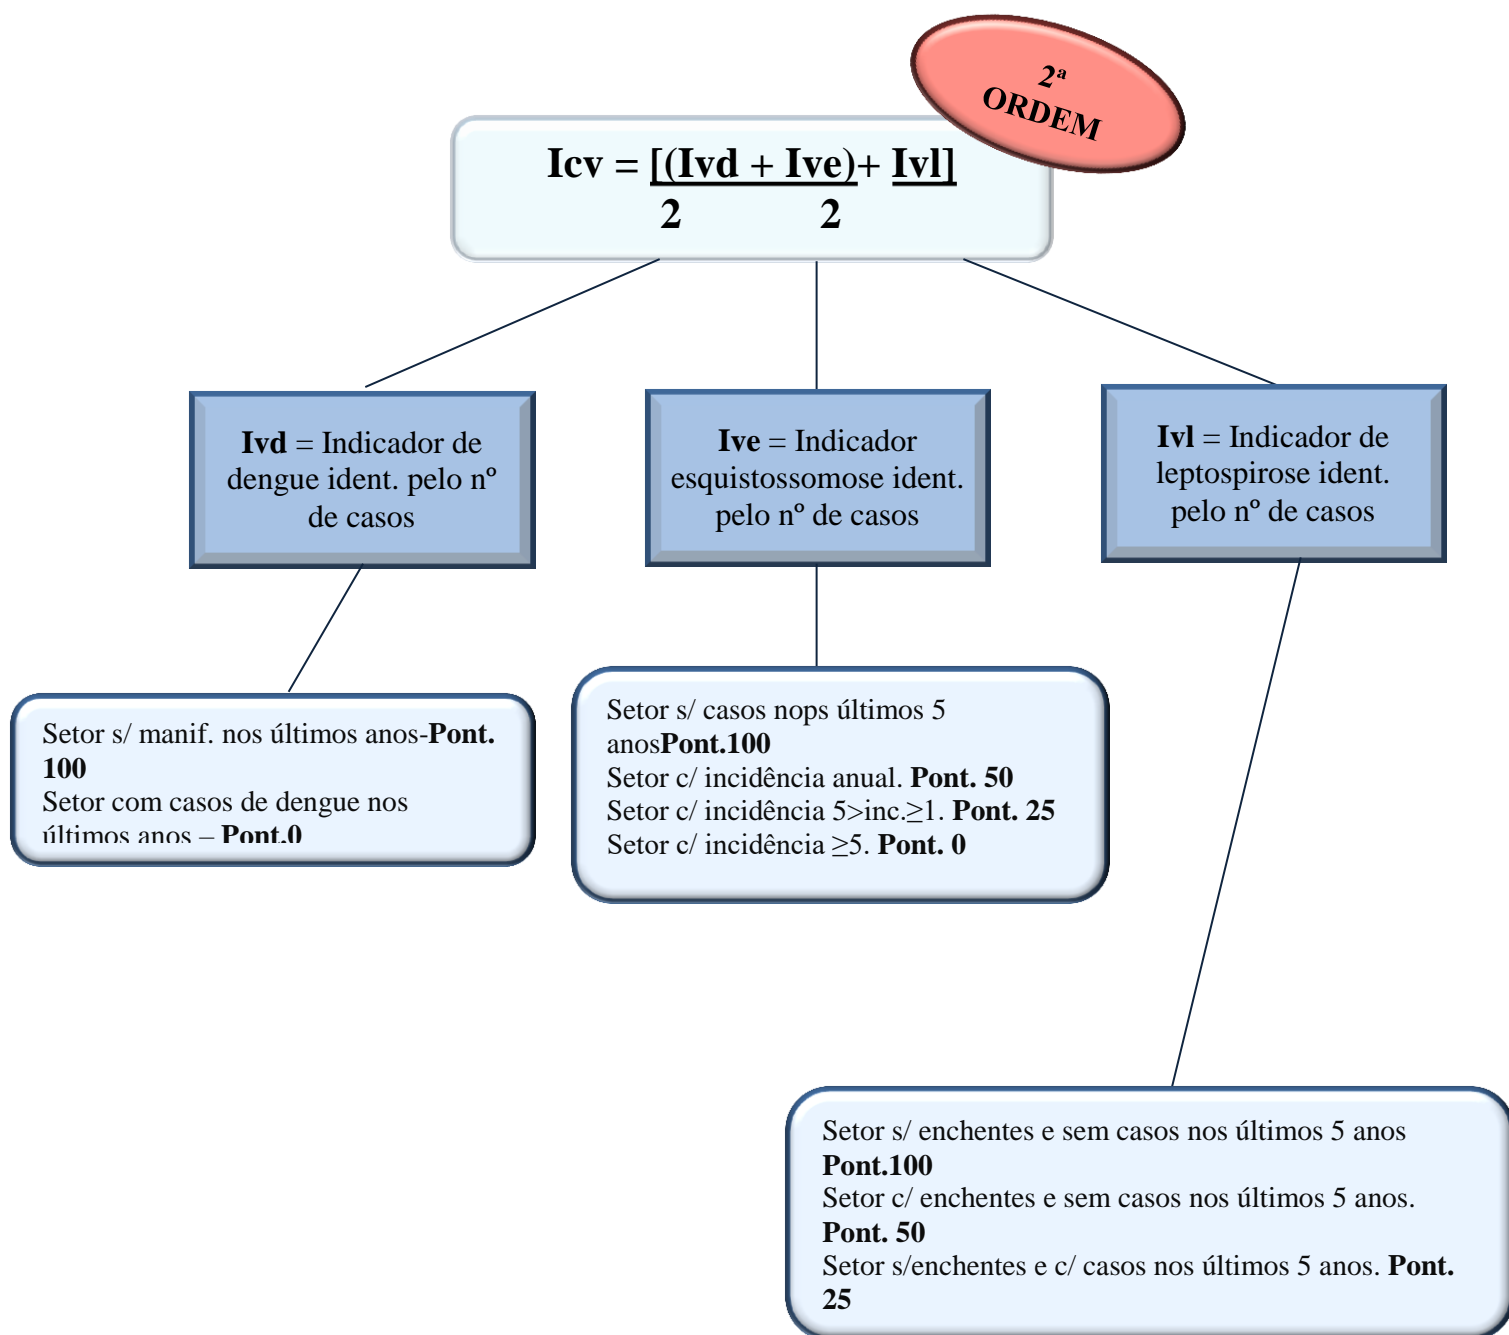 2ª
ORDEM
Icv = [(Ivd + Ive)+ Ivl]
2 2
Ivd = Indicador de
dengue ident. pelo nº
de casos
Ive = Indicador
esquistossomose ident.
pelo nº de casos
Ivl = Indicador de
leptospirose ident.
pelo nº de casos
Setor s/ manif. nos últimos anos-Pont.
100
Setor com casos de dengue nos
últimos anos – Pont.0
Setor s/ casos nops últimos 5
anosPont.100
Setor c/ incidência anual. Pont. 50
Setor c/ incidência 5>inc.≥1. Pont. 25
Setor c/ incidência ≥5. Pont. 0
Setor s/ enchentes e sem casos nos últimos 5 anos
Pont.100
Setor c/ enchentes e sem casos nos últimos 5 anos.
Pont. 50
Setor s/enchentes e c/ casos nos últimos 5 anos. Pont.
25